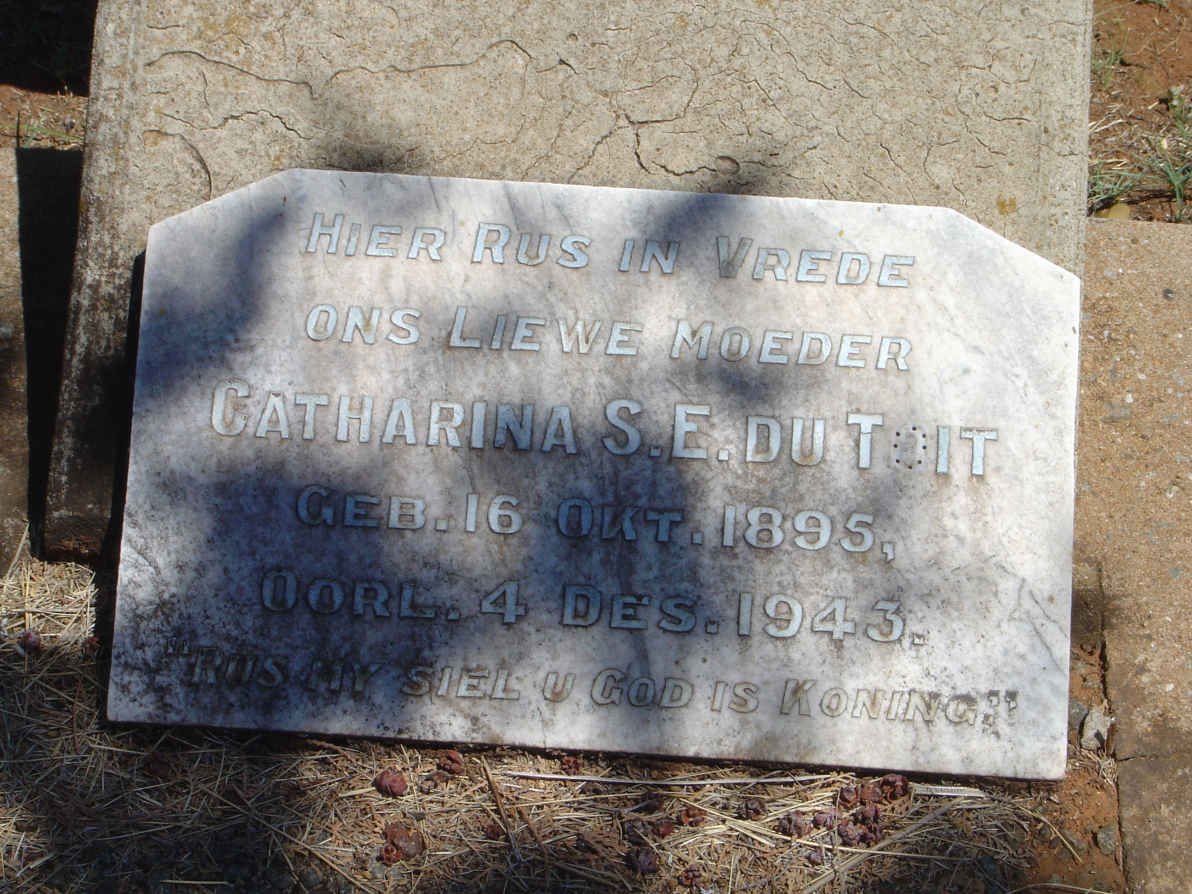 HIER RUS IN VREDE
ONS LIEWE MOEDER
CATHARINA S.E. DU TOIT
GEB. 16 OKT. 1895,
OORL. 4 DES. 1943.
"RUS MY SIEL U GOD IS KONING!"